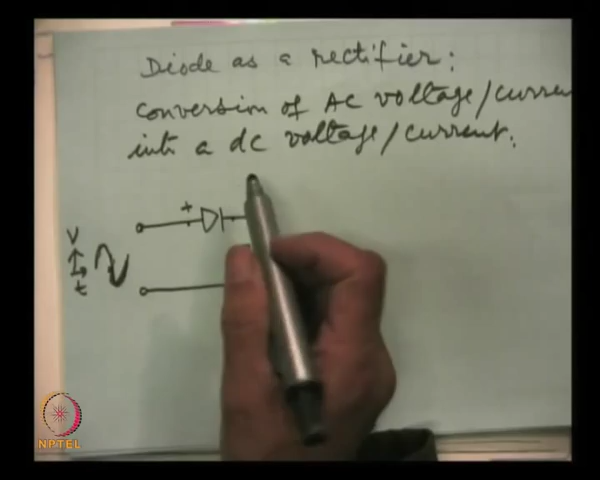 Diode as a rectifier:
Conversion of AC voltage/curren
into a dc voltage/current.
+
V
t
NPTEL